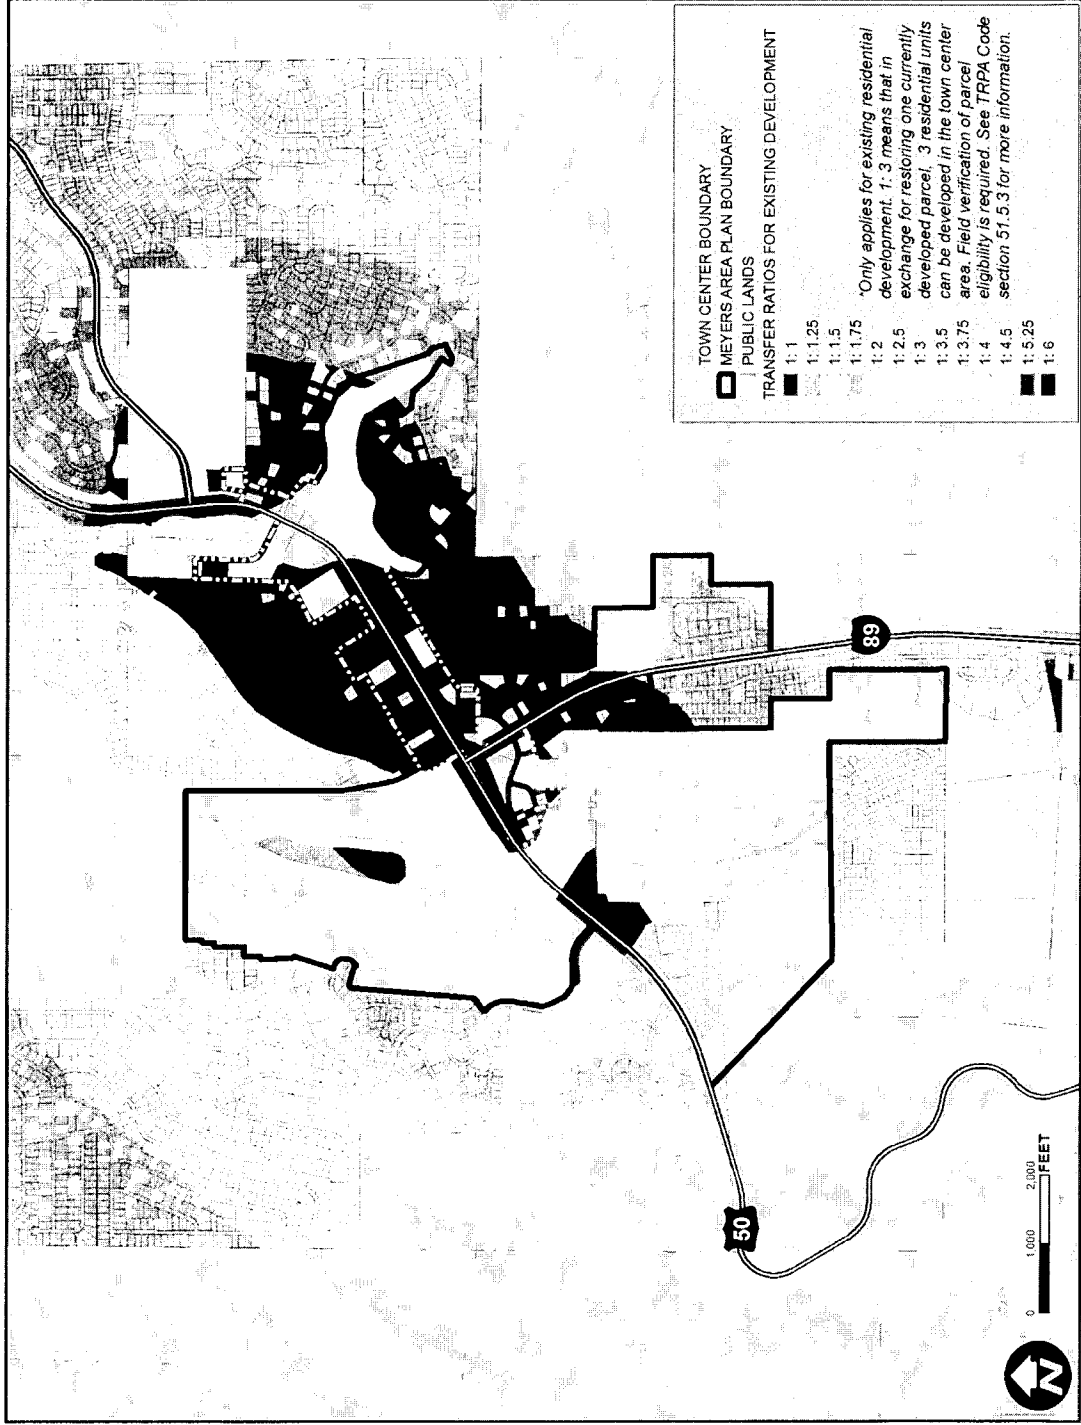 TOWN CENTER BOUNDARY
MEYERS AREA PLAN BOUNDARY
PUBLIC LANDS
TRANSFER RATIOS FOR EXISTING DEVELOPMENT
1: 1
1: 1.25
1: 1.5
1: 1.75
1: 2
1: 2.5
1: 3
1: 3.5
1: 3.75
1: 4
1: 4.5
1: 5.25
1: 6
*Only applies for existing residential
development. 1: 3 means that in
exchange for restoring one currently
developed parcel, 3 residential units
can be developed in the town center
area. Field verification of parcel
eligibility is required. See TRPA Code
section 51.5.3 for more information.
89
50
0 1,000 2,000
FEET
N